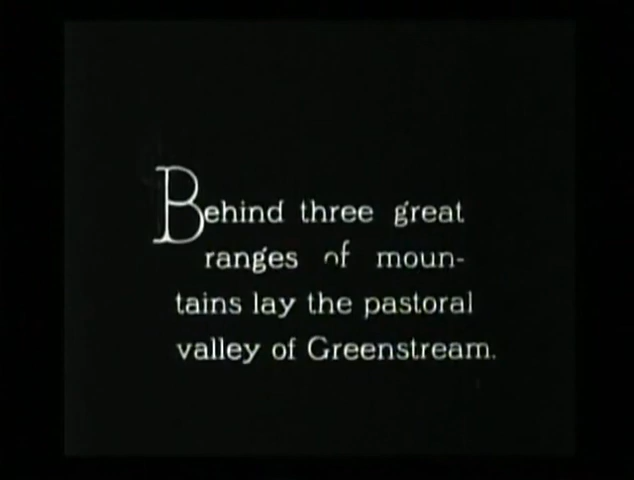 Behind three great
ranges of moun-
tains lay the pastoral
valley of Greenstream.